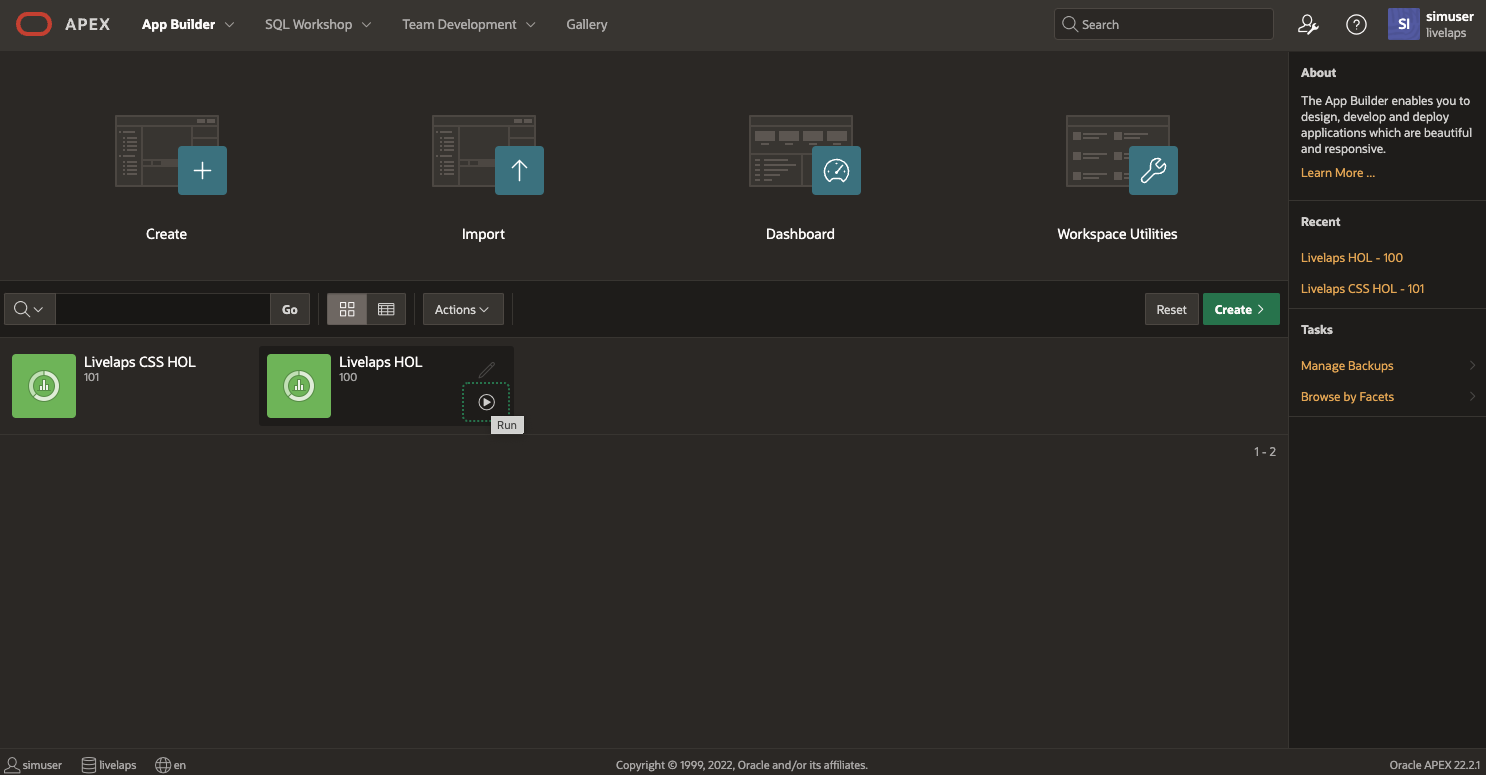 APEX
App Builder
SQL Workshop
Team Development
Gallery
Search
SI
simuser
livelaps
Create
Import
Dashboard
Workspace Utilities
About
The App Builder enables you to
design, develop and deploy
applications which are beautiful
and responsive.
Learn More ...
Recent
Livelaps HOL - 100
Livelaps CSS HOL - 101
Tasks
Manage Backups
Browse by Facets
Go
Actions
Reset
Create
Livelaps CSS HOL
101
Livelaps HOL
100
Run
1 - 2
simuser
livelaps
en
Copyright © 1999, 2022, Oracle and/or its affiliates.
Oracle APEX 22.2.1